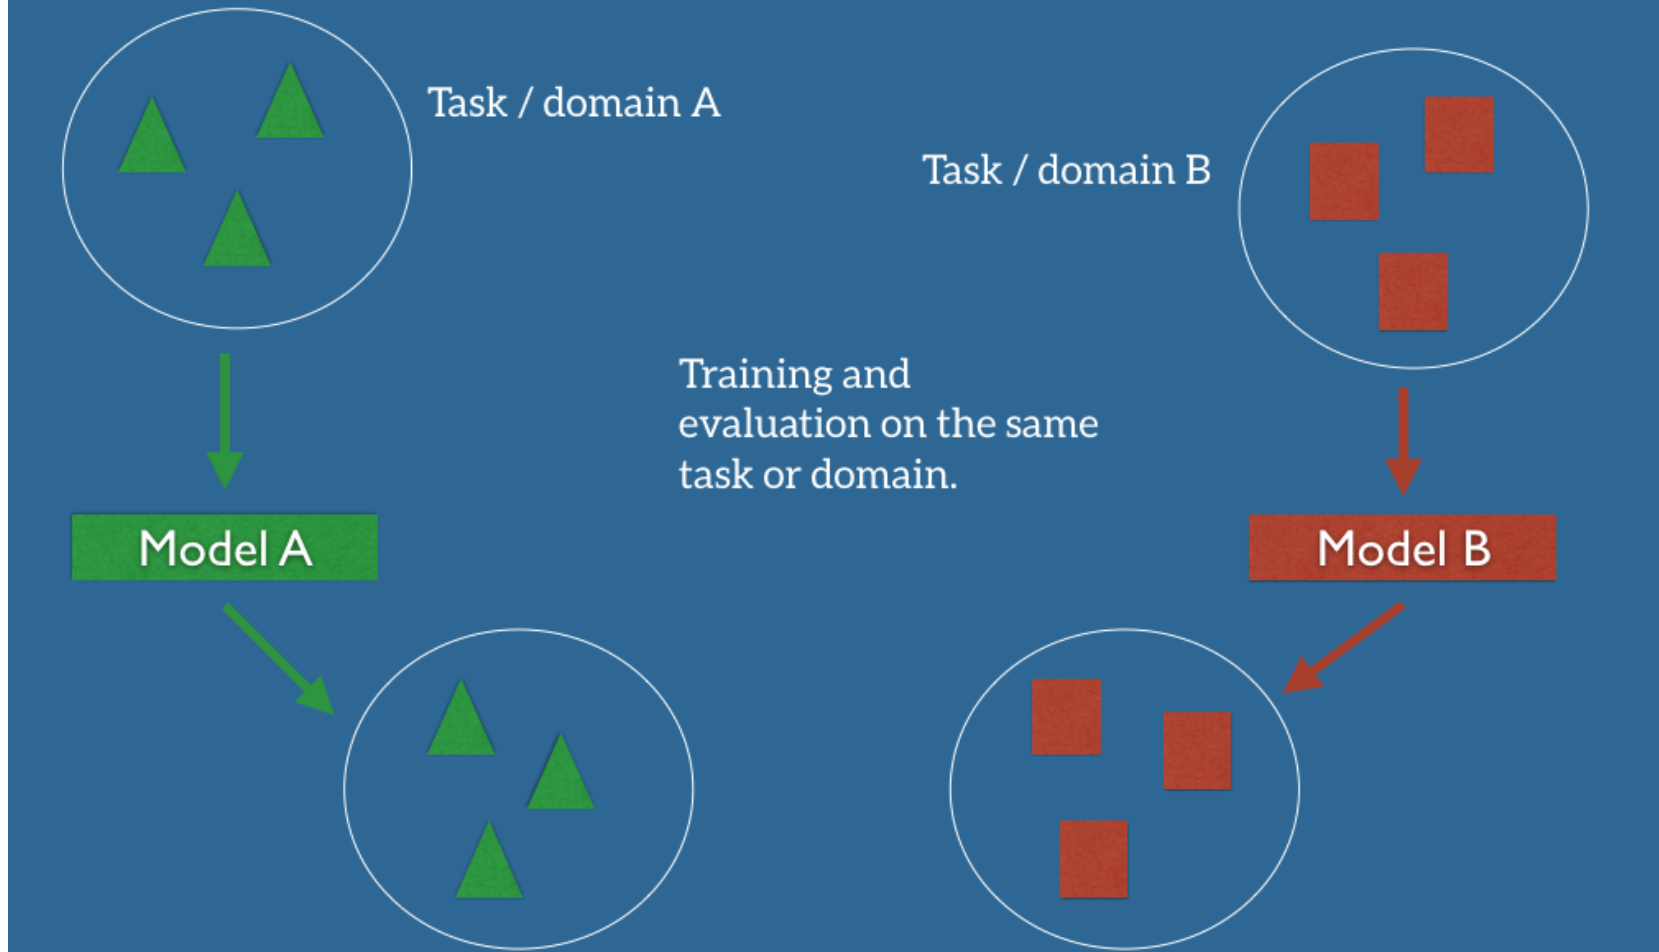 Task / domain A
Task / domain B
Training and
evaluation on the same
task or domain.
Model A
Model B